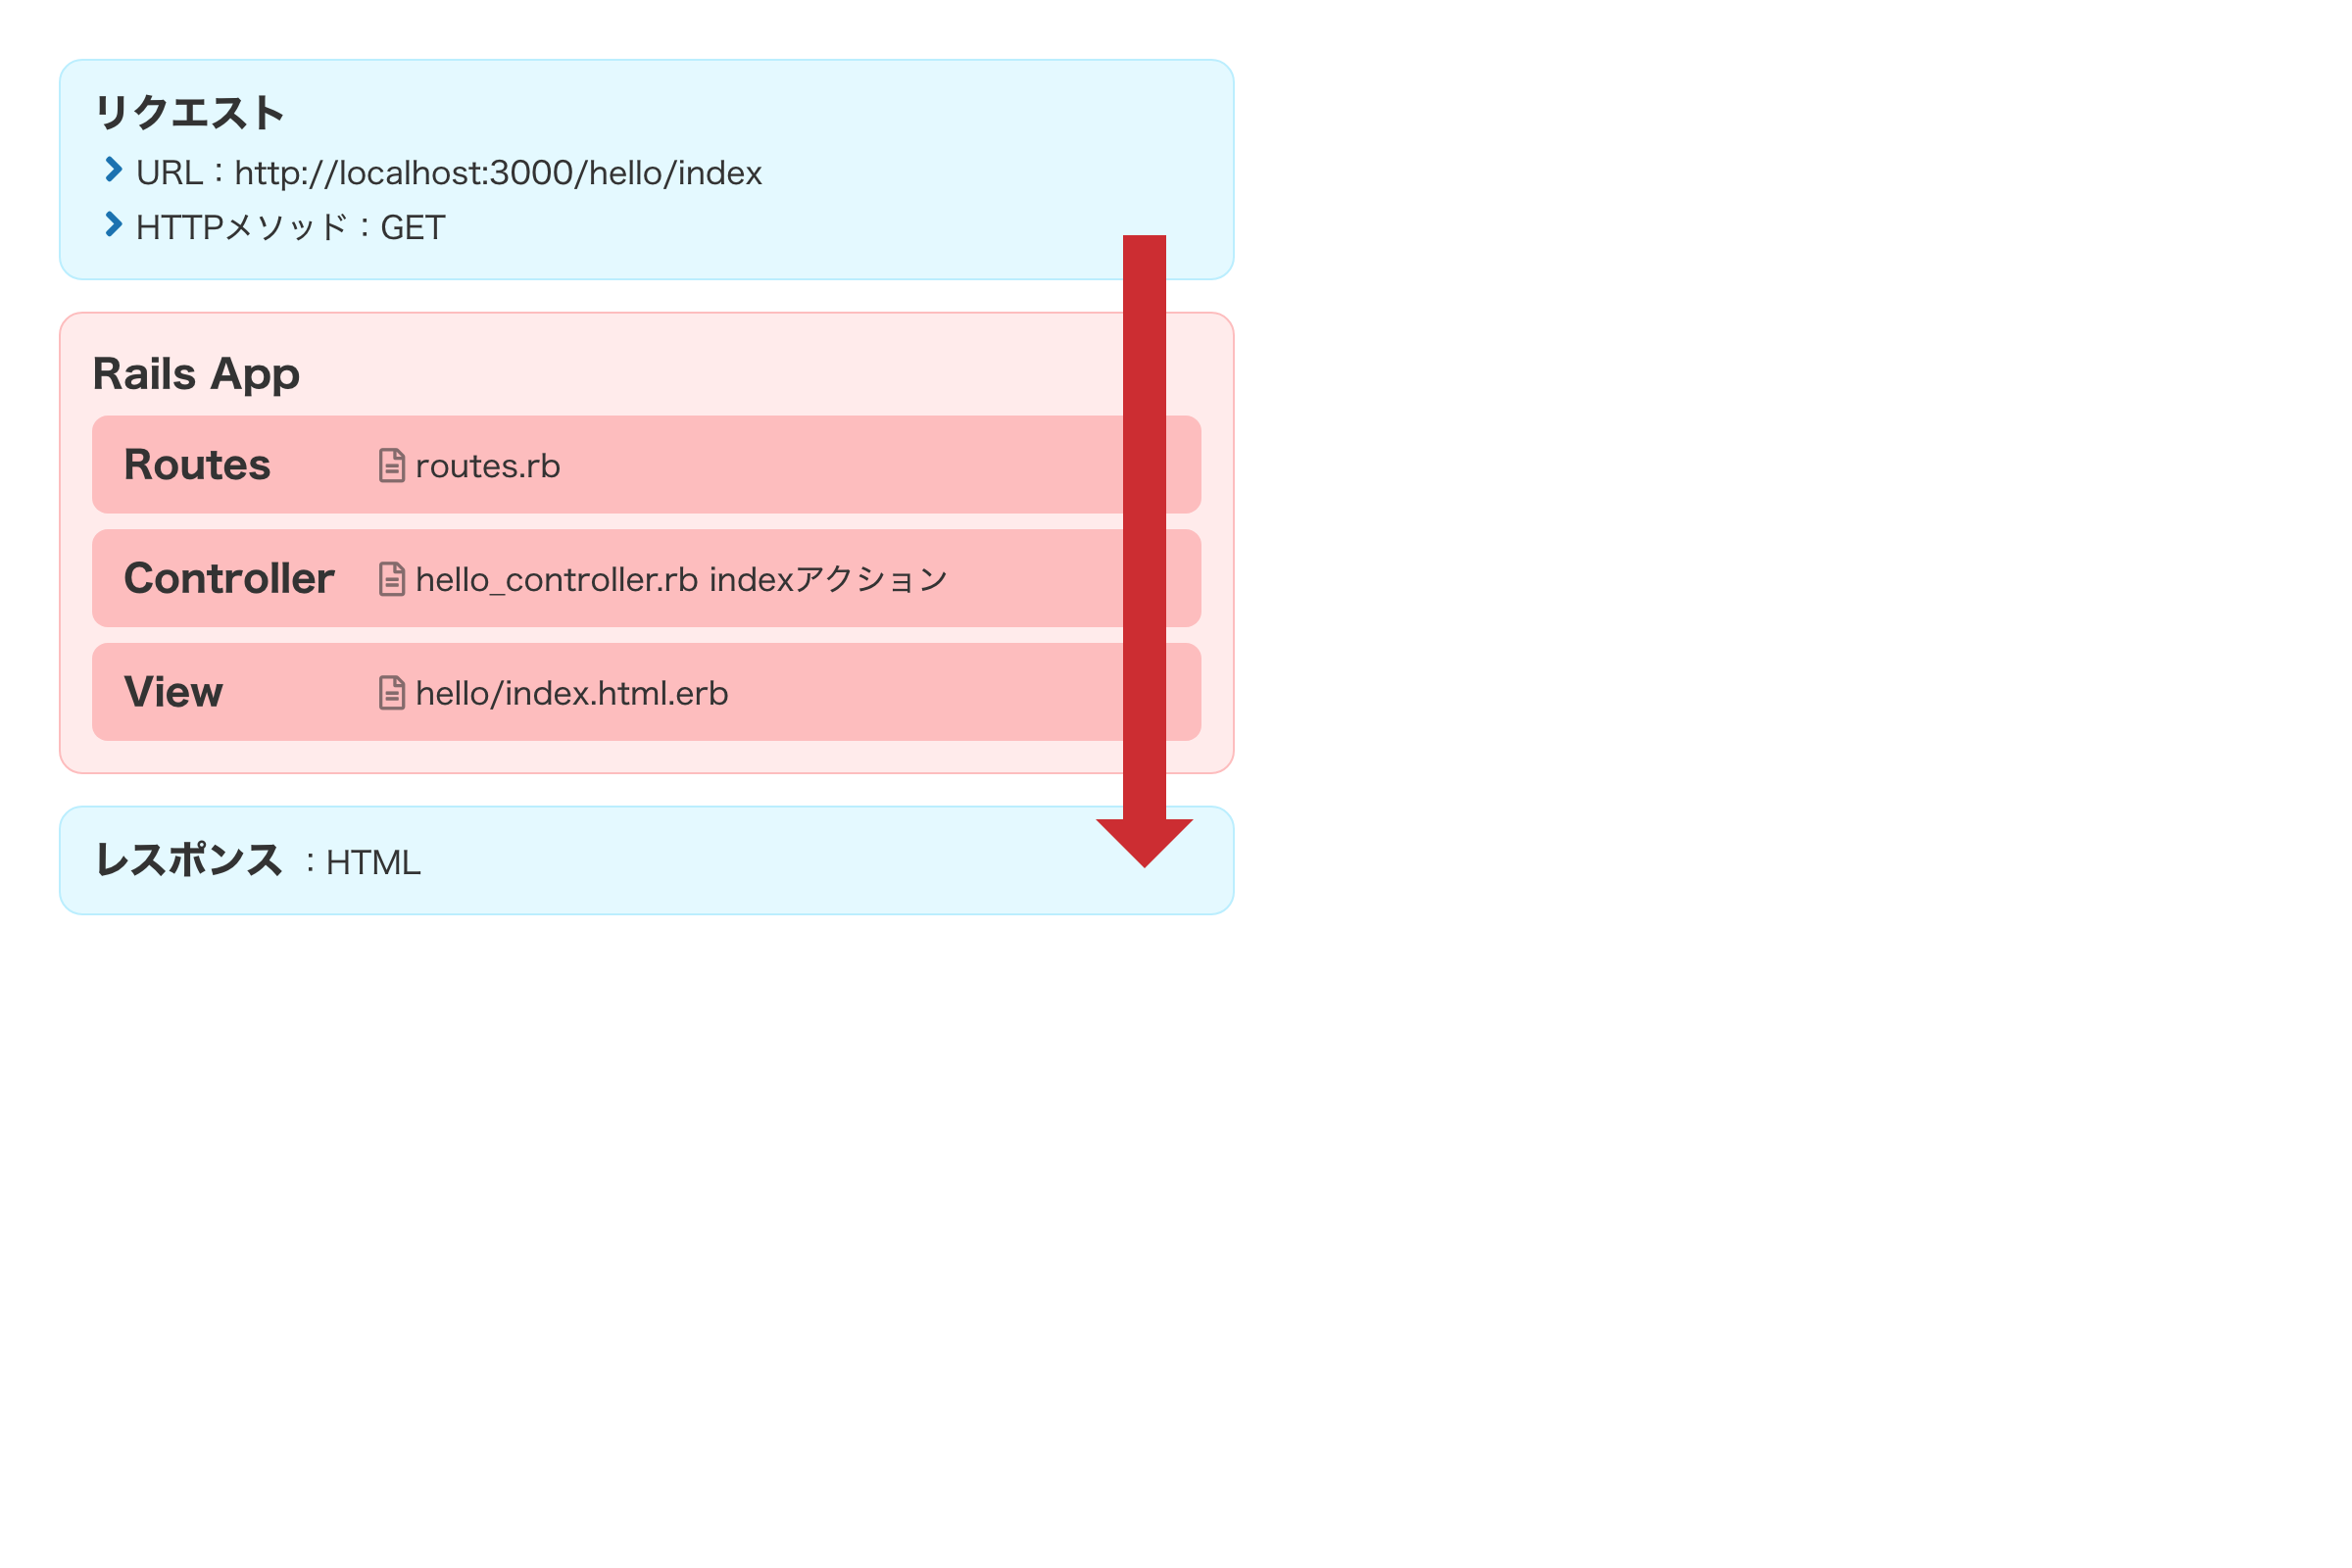 リクエスト
URL：http://localhost:3000/hello/index
HTTPメソッド：GET
Rails App
Routes routes.rb
Controller hello_controller.rb indexアクション
View hello/index.html.erb
レスポンス ：HTML